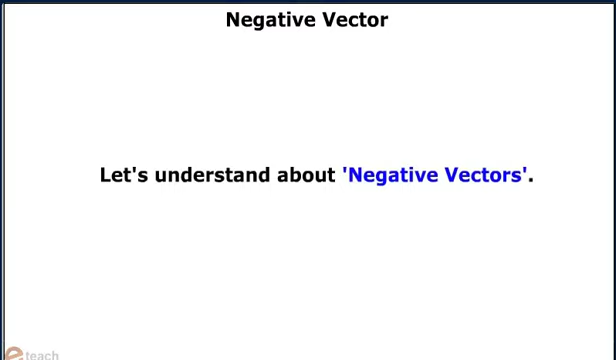 Negative Vector
Let's understand about 'Negative Vectors'.
e teach